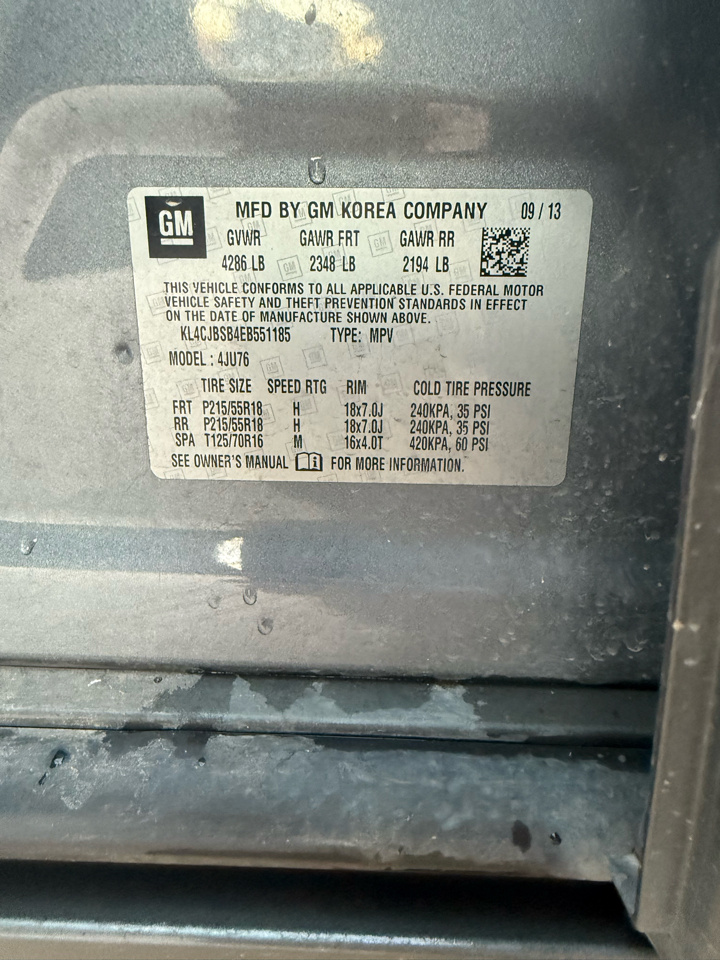 GM MFD BY GM KOREA COMPANY 09 / 13
GVWR GAWR FRT GAWR RR
4286 LB 2348 LB 2194 LB
THIS VEHICLE CONFORMS TO ALL APPLICABLE U.S. FEDERAL MOTOR
VEHICLE SAFETY AND THEFT PREVENTION STANDARDS IN EFFECT
ON THE DATE OF MANUFACTURE SHOWN ABOVE.
KL4CJBSB4EB551185 TYPE: MPV
MODEL : 4JU76
TIRE SIZE SPEED RTG RIM COLD TIRE PRESSURE
FRT P215/55R18 H 18x7.0J 240KPA, 35 PSI
RR P215/55R18 H 18x7.0J 240KPA, 35 PSI
SPA T125/70R16 M 16x4.0T 420KPA, 60 PSI
SEE OWNER'S MANUAL FOR MORE INFORMATION.